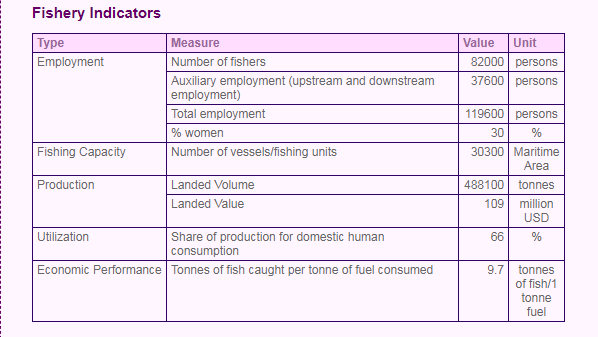 Fishery Indicators
Type Measure Value Unit
Employment Number of fishers 82000 persons
Auxiliary employment (upstream and downstream 37600 persons
employment)
Total employment 119600 persons
% women 30 %
Fishing Capacity Number of vessels/fishing units 30300 Maritime
Area
Production Landed Volume 488100 tonnes
Landed Value 109 million
USD
Utilization Share of production for domestic human 66 %
consumption
Economic Performance Tonnes of fish caught per tonne of fuel consumed 9.7 tonnes
of fish/1
tonne
fuel